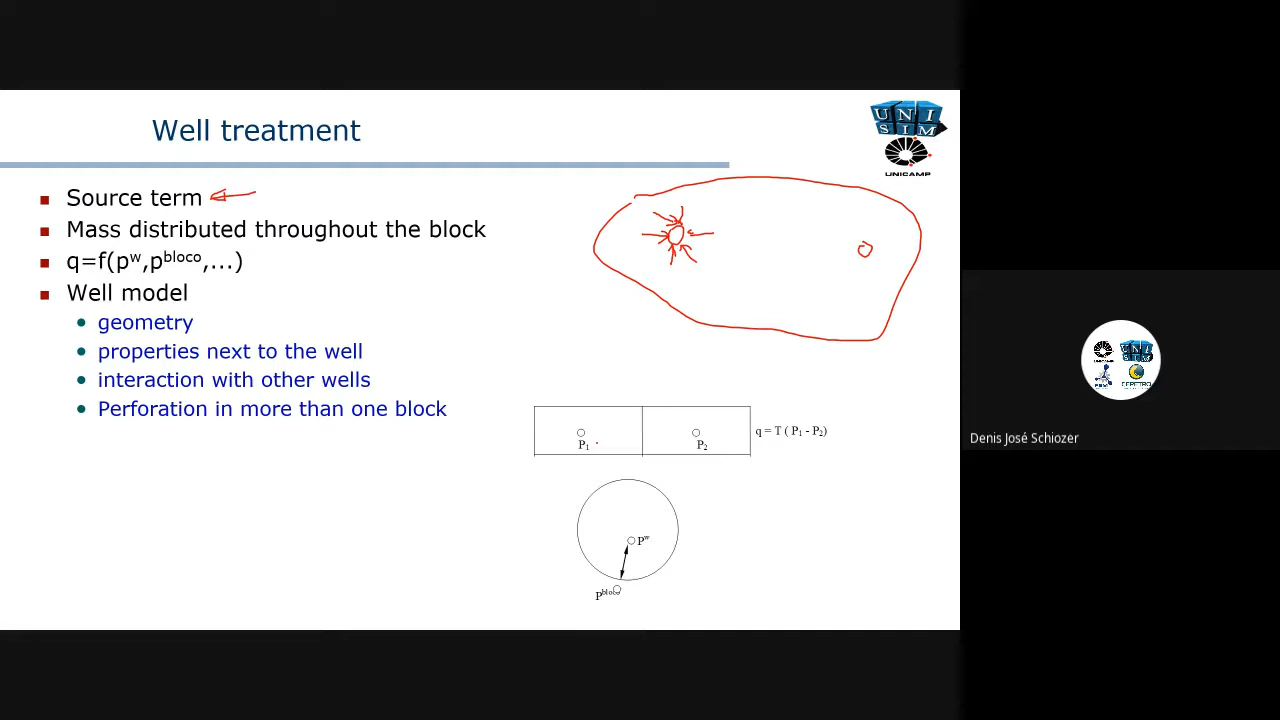 Well treatment
UNI
SIM
UNICAMP
Source term
Mass distributed throughout the block
q=f(pʷ,pᵇˡᵒᶜᵒ,...)
Well model
geometry
properties next to the well
interaction with other wells
Perforation in more than one block
P₁
P₂
q = T ( P₁ - P₂)
Pʷ
Pᵇˡᵒᶜᵒ
Denis José Schiozer